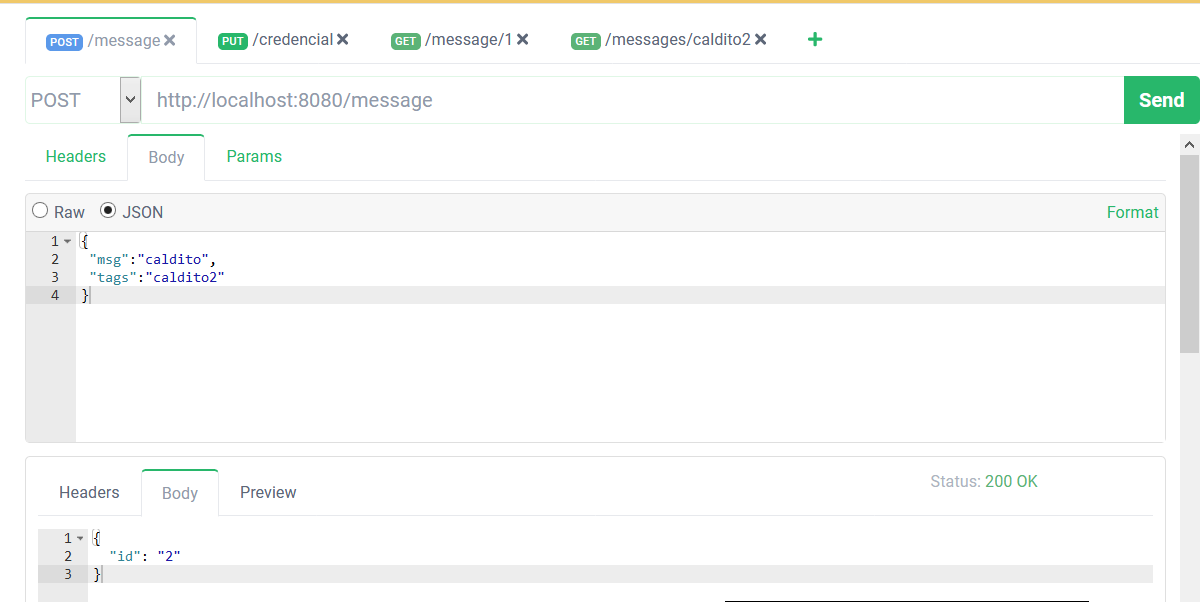 POST /message PUT /credencial GET /message/1 GET /messages/caldito2
POST http://localhost:8080/message Send
Headers Body Params
Raw JSON Format
1 {
2 "msg":"caldito",
3 "tags":"caldito2"
4 }
Headers Body Preview Status: 200 OK
1 {
2 "id": "2"
3 }